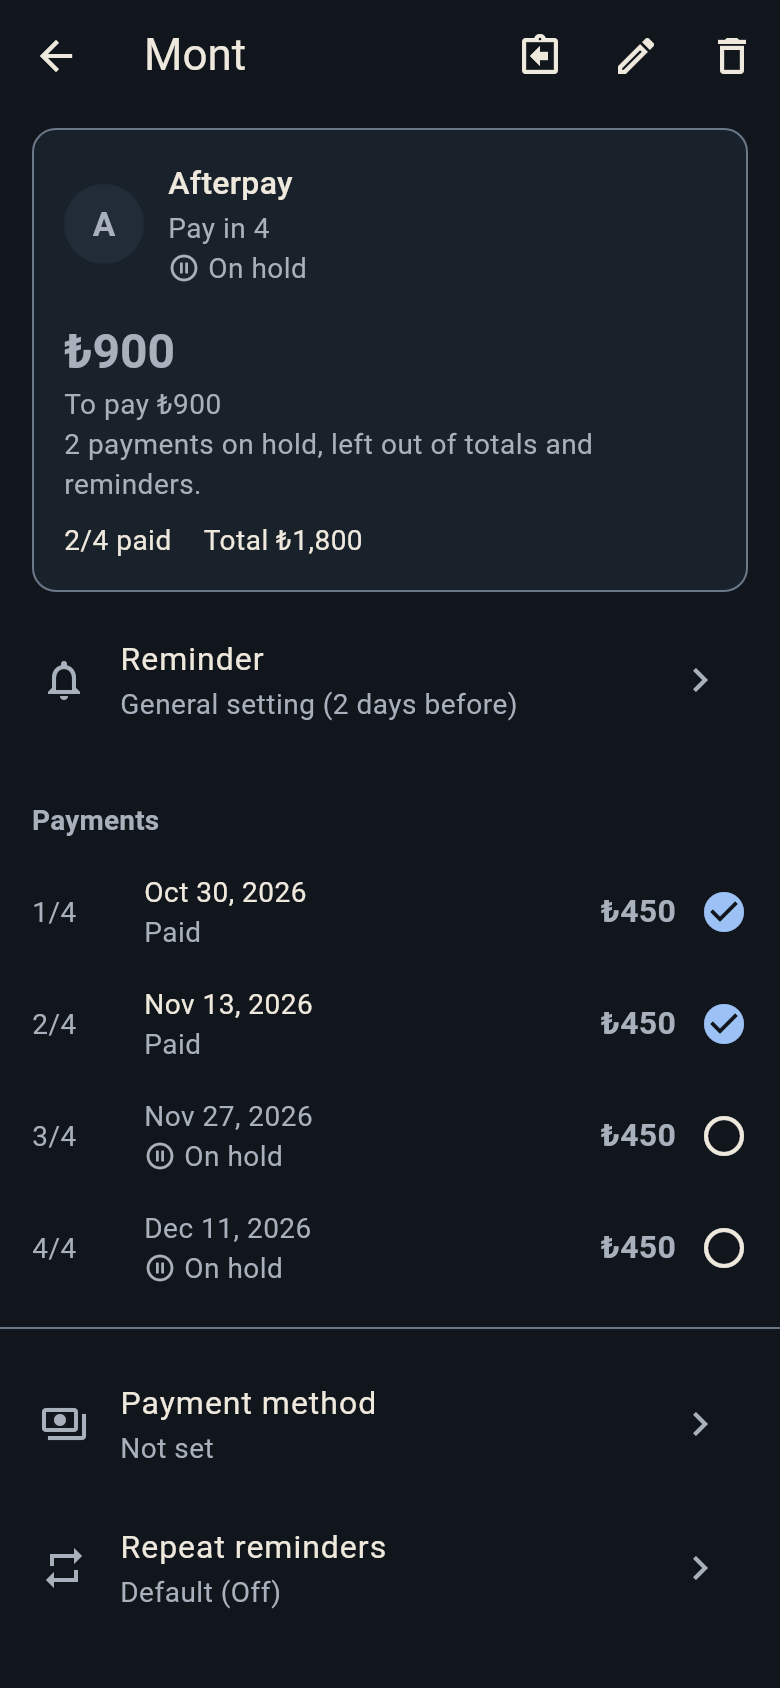 Mont
A
Afterpay
Pay in 4
On hold
₺900
To pay ₺900
2 payments on hold, left out of totals and
reminders.
2/4 paid Total ₺1,800
Reminder
General setting (2 days before)
Payments
1/4 Oct 30, 2026 ₺450
Paid
2/4 Nov 13, 2026 ₺450
Paid
3/4 Nov 27, 2026 ₺450
On hold
4/4 Dec 11, 2026 ₺450
On hold
Payment method
Not set
Repeat reminders
Default (Off)